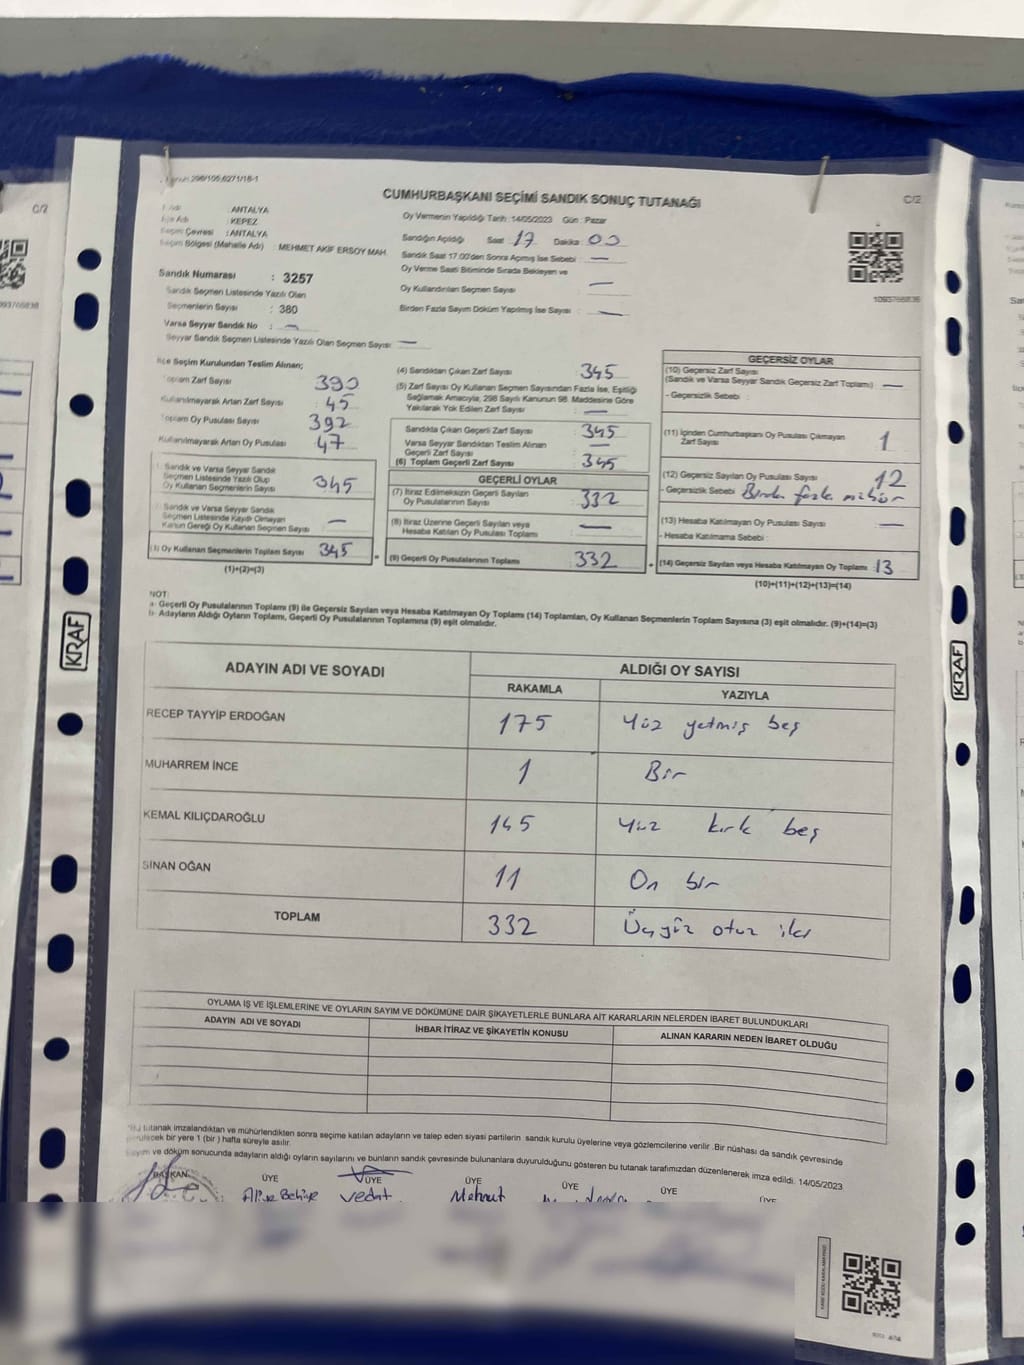 298/105,6271/16-1
C/2
C/2
CUMHURBAŞKANI SEÇİMİ SANDIK SONUÇ TUTANAĞI
: ANTALYA
: KEPEZ
Seçim Çevresi : ANTALYA
Seçim Bölgesi (Mahalle Adı) : MEHMET AKİF ERSOY MAH.
Oy Vermenin Yapıldığı Tarih : 14/05/2023 Gün : Pazar
Sandığın Açıldığı Saat : 17 Dakika : 00
Sandık Saat 17:00'den Sonra Açılmış İse Sebebi : —
Oy Verme Saati Bitiminde Sırada Bekleyen ve
Oy Kullandırılan Seçmen Sayısı : —
Birden Fazla Sayım Döküm Yapılmış İse Sayısı : —
1093766836
Sandık Numarası : 3257
Sandık Seçmen Listesinde Yazılı Olan
Seçmenlerin Sayısı : 380
Varsa Seyyar Sandık No : —
Seyyar Sandık Seçmen Listesinde Yazılı Olan Seçmen Sayısı : —
İlçe Seçim Kurulundan Teslim Alınan;
Toplam Zarf Sayısı 390
Kullanılmayarak Artan Zarf Sayısı 45
Toplam Oy Pusulası Sayısı 392
Kullanılmayarak Artan Oy Pusulası 47
Sandık ve Varsa Seyyar Sandık
Seçmen Listesinde Yazılı Olup
Oy Kullanan Seçmenlerin Sayısı 345
Sandık ve Varsa Seyyar Sandık
Seçmen Listesinde Kayıtlı Olmayan
Kanun Gereği Oy Kullanan Seçmen Sayısı —
(3) Oy Kullanan Seçmenlerin Toplam Sayısı 345
(1)+(2)=(3)
(4) Sandıktan Çıkan Zarf Sayısı : 345
(5) Zarf Sayısı Oy Kullanan Seçmen Sayısından Fazla İse, Eşitliği
Sağlamak Amacıyla, 298 Sayılı Kanunun 98. Maddesine Göre
Yakılarak Yok Edilen Zarf Sayısı : —
Sandıkta Çıkan Geçerli Zarf Sayısı : 345
Varsa Seyyar Sandıktan Teslim Alınan
Geçerli Zarf Sayısı : —
(6) Toplam Geçerli Zarf Sayısı : 345
GEÇERLİ OYLAR
(7) İtiraz Edilmeksizin Geçerli Sayılan
Oy Pusulasının Sayısı : 332
(8) İtiraz Üzerine Geçerli Sayılan veya
Hesaba Katılan Oy Pusulası Toplamı : —
(9) Geçerli Oy Pusulalarının Toplamı 332
GEÇERSİZ OYLAR
(10) Geçersiz Zarf Sayısı
(Sandık ve Varsa Seyyar Sandık Geçersiz Zarf Toplamı) : —
- Geçersizlik Sebebi :
(11) İçinden Cumhurbaşkanı Oy Pusulası Çıkmayan
Zarf Sayısı : 1
(12) Geçersiz Sayılan Oy Pusulası Sayısı : 12
- Geçersizlik Sebebi : Birden fazla mühür
(13) Hesaba Katılmayan Oy Pusulası Sayısı : —
- Hesaba Katılmama Sebebi :
(14) Geçersiz Sayılan veya Hesaba Katılmayan Oy Toplamı : 13
(10)+(11)+(12)+(13)=(14)
NOT:
a- Geçerli Oy Pusulalarının Toplamı (9) ile Geçersiz Sayılan veya Hesaba Katılmayan Oy Toplamı (14) Toplamları, Oy Kullanan Seçmenlerin Toplam Sayısına (3) eşit olmalıdır. (9)+(14)=(3)
b- Adayların Aldığı Oyların Toplamı, Geçerli Oy Pusulalarının Toplamına (9) eşit olmalıdır.
ADAYIN ADI VE SOYADI ALDIĞI OY SAYISI
RAKAMLA YAZIYLA
RECEP TAYYİP ERDOĞAN 175 Yüz yetmiş beş
MUHARREM İNCE 1 Bir
KEMAL KILIÇDAROĞLU 145 Yüz kırk beş
SİNAN OĞAN 11 On bir
TOPLAM 332 Üçyüz otuz iki
OYLAMA İŞ VE İŞLEMLERİNE VE OYLARIN SAYIM VE DÖKÜMÜNE DAİR ŞİKAYETLERLE BUNLARA AİT KARARLARIN NELERDEN İBARET BULUNDUKLARI
ADAYIN ADI VE SOYADI İHBAR İTİRAZ VE ŞİKAYETİN KONUSU ALINAN KARARIN NEDEN İBARET OLDUĞU
tutanak imzalandıktan ve mühürlendikten sonra seçime katılan adayların ve talep eden siyasi partilerin sandık kurulu üyelerine veya gözlemcilerine verilir. Bir nüshası da sandık çevresinde
bir yere 1 (bir) hafta süreyle asılır.
Sayım ve döküm sonucunda adayların aldığı oyların sayılarını ve bunların sandık çevresinde bulunanlara duyurulduğunu gösteren bu tutanak tarafımızdan düzenlenerek imza edildi. 14/05/2023
BAŞKAN ÜYE ÜYE ÜYE ÜYE ÜYE ÜYE
Vedat Mahmut
KRAF
KRAF